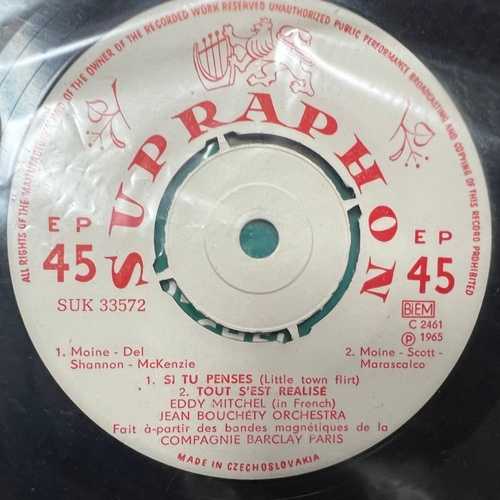 ALL RIGHTS OF THE MANUFACTURER AND OF THE OWNER OF THE RECORDED WORK RESERVED UNAUTHORIZED PUBLIC PERFORMANCE BROADCASTING AND COPYING OF THIS RECORD PROHIBITED
SUPRAPHON
EP
45
EP
45
SUK 33572
BIEM
C 2461
Ⓟ 1965
1. Moine - Del
Shannon - McKenzie
2. Moine - Scott -
Marascalco
1. SI TU PENSES (Little town flirt)
2. TOUT S'EST REALISÉ
EDDY MITCHEL (in French)
JEAN BOUCHÉTY ORCHESTRA
Fait à-partir des bandes magnétiques de la
COMPAGNIE BARCLAY PARIS
MADE IN CZECHOSLOVAKIA